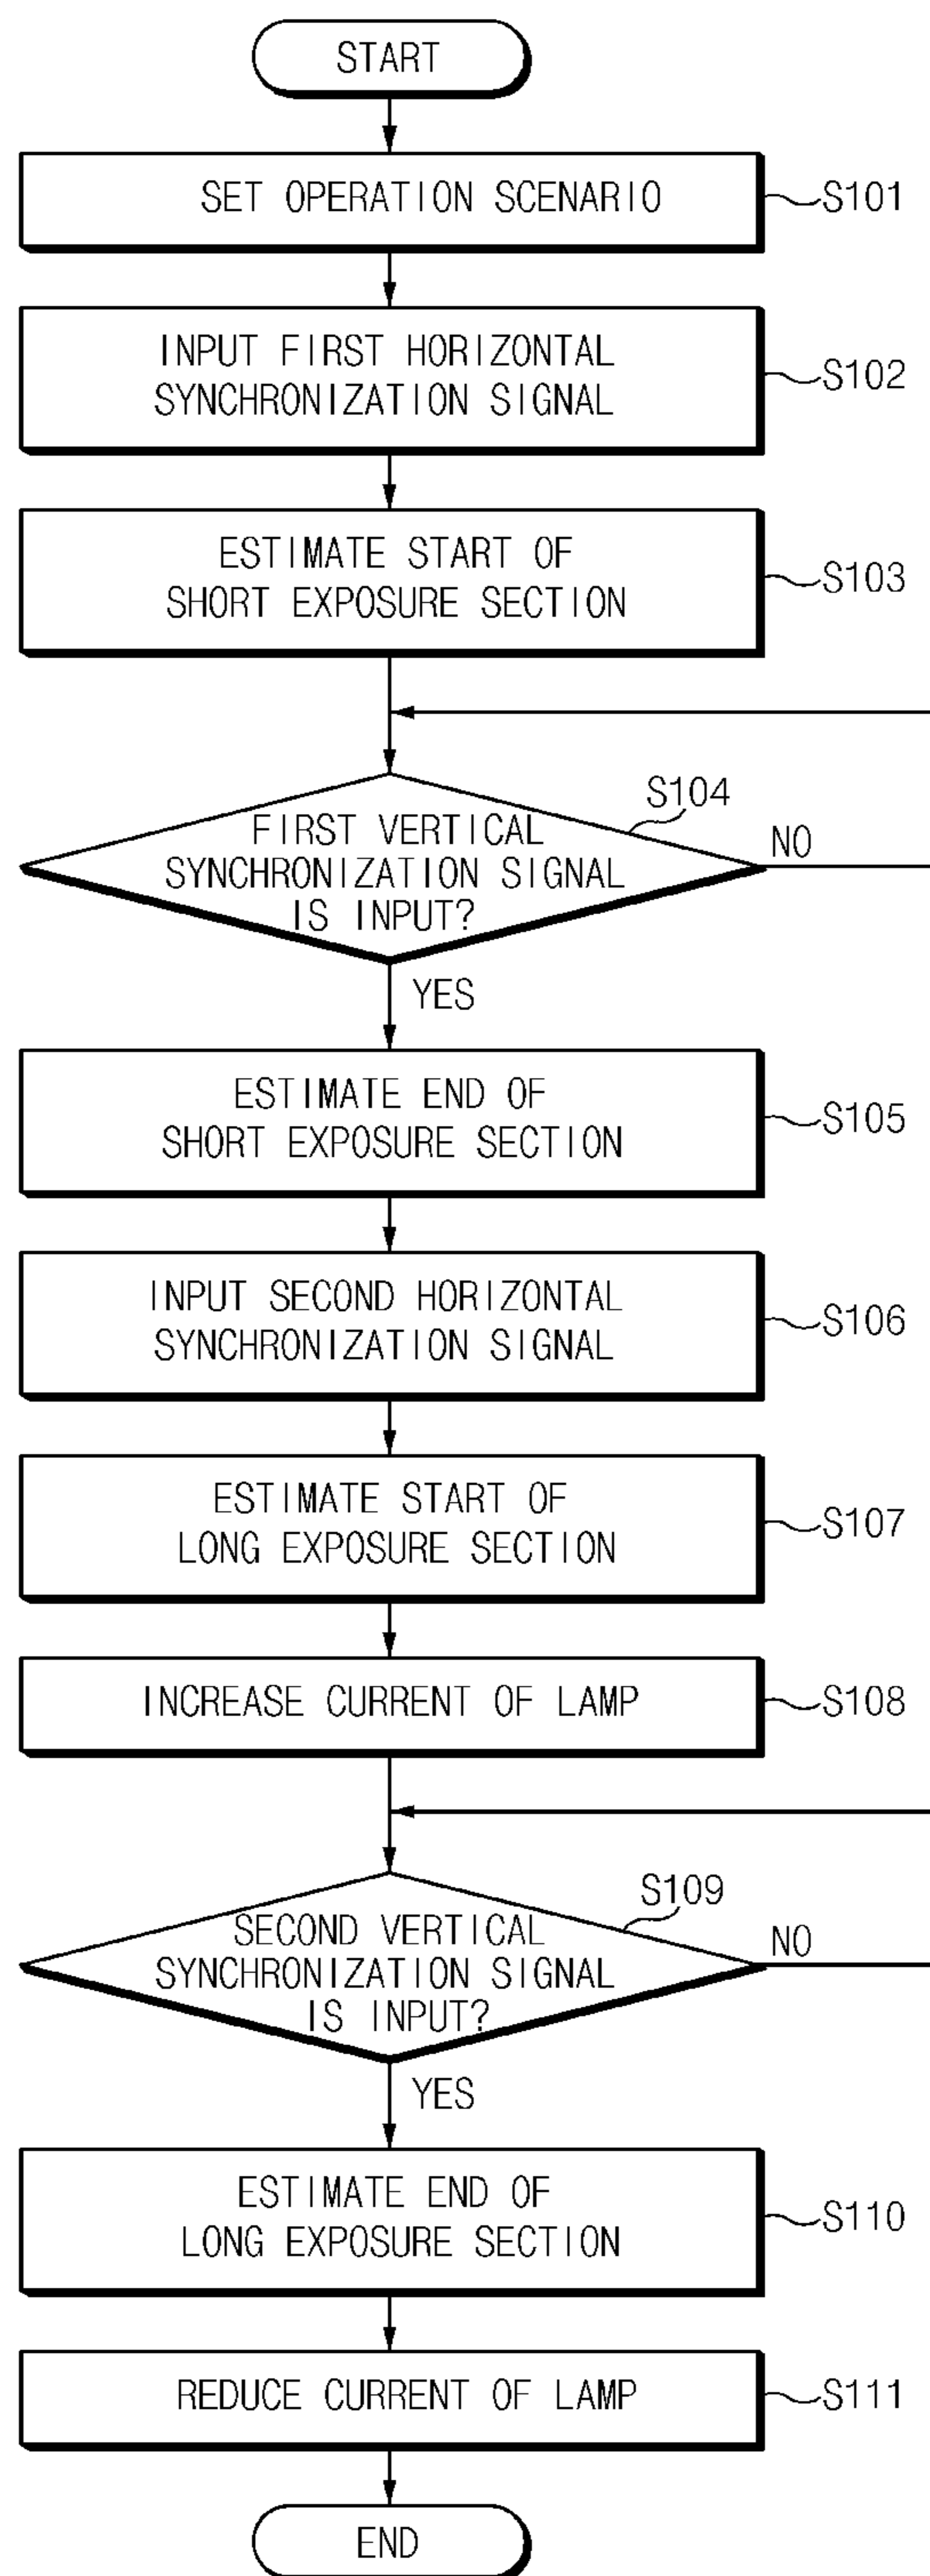 START
SET OPERATION SCENARIO
S101
INPUT FIRST HORIZONTAL
SYNCHRONIZATION SIGNAL
S102
ESTIMATE START OF
SHORT EXPOSURE SECTION
S103
S104
FIRST VERTICAL
SYNCHRONIZATION SIGNAL
IS INPUT?
NO
YES
ESTIMATE END OF
SHORT EXPOSURE SECTION
S105
INPUT SECOND HORIZONTAL
SYNCHRONIZATION SIGNAL
S106
ESTIMATE START OF
LONG EXPOSURE SECTION
S107
INCREASE CURRENT OF LAMP
S108
S109
SECOND VERTICAL
SYNCHRONIZATION SIGNAL
IS INPUT?
NO
YES
ESTIMATE END OF
LONG EXPOSURE SECTION
S110
REDUCE CURRENT OF LAMP
S111
END